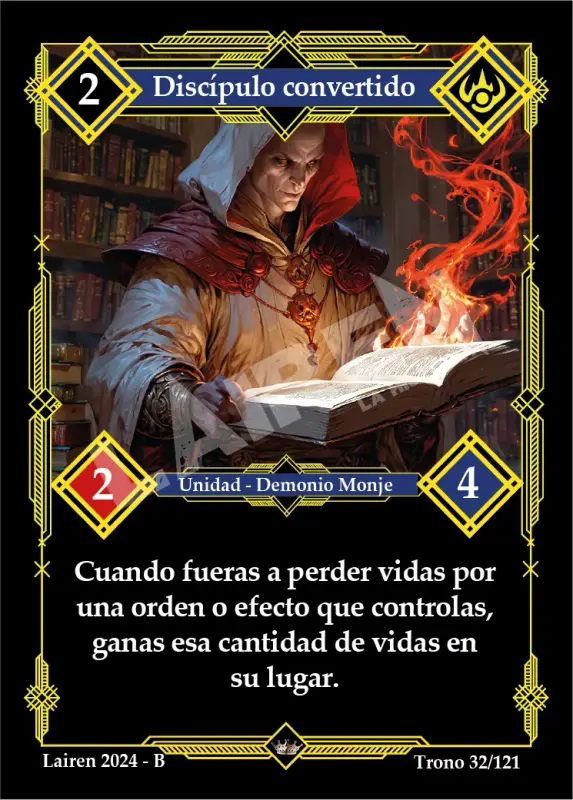 2
Discípulo convertido
2
Unidad - Demonio Monje
4
Cuando fueras a perder vidas por
una orden o efecto que controlas,
ganas esa cantidad de vidas en
su lugar.
Lairen 2024 - B
Trono 32/121